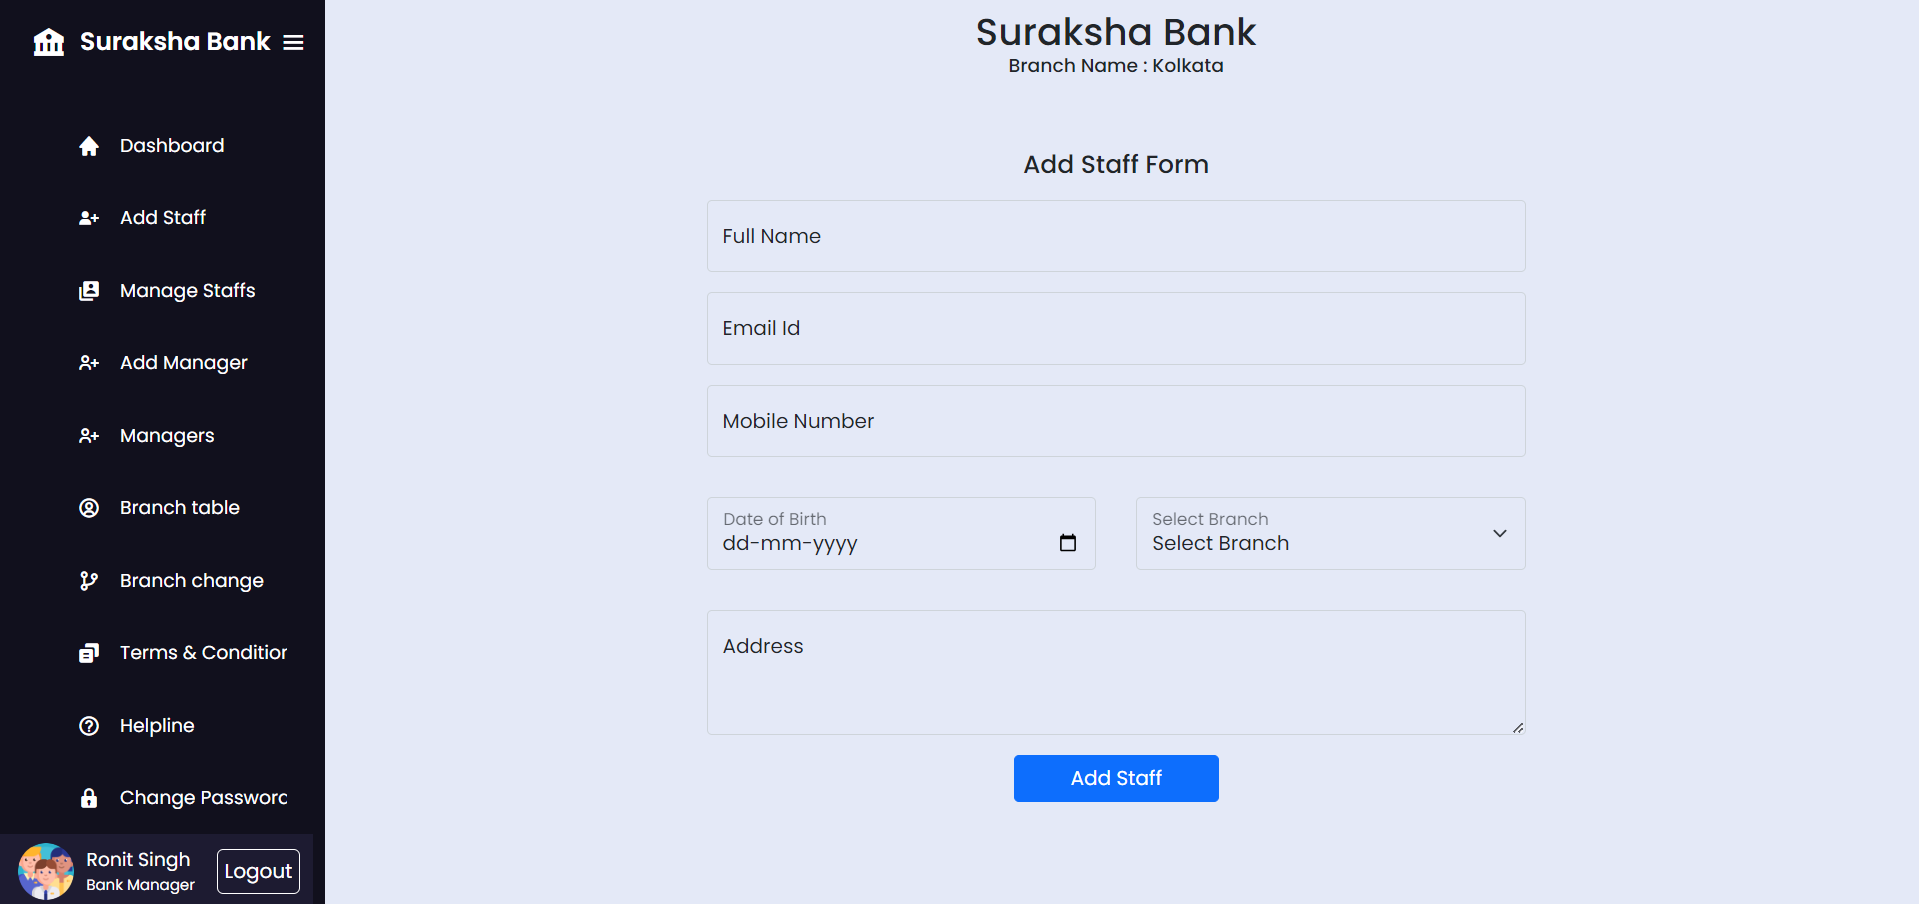 Suraksha Bank
Dashboard
Add Staff
Manage Staffs
Add Manager
Managers
Branch table
Branch change
Terms & Condition
Helpline
Change Password
Ronit Singh
Bank Manager
Logout
Suraksha Bank
Branch Name : Kolkata
Add Staff Form
Full Name
Email Id
Mobile Number
Date of Birth
dd-mm-yyyy
Select Branch
Select Branch
Address
Add Staff